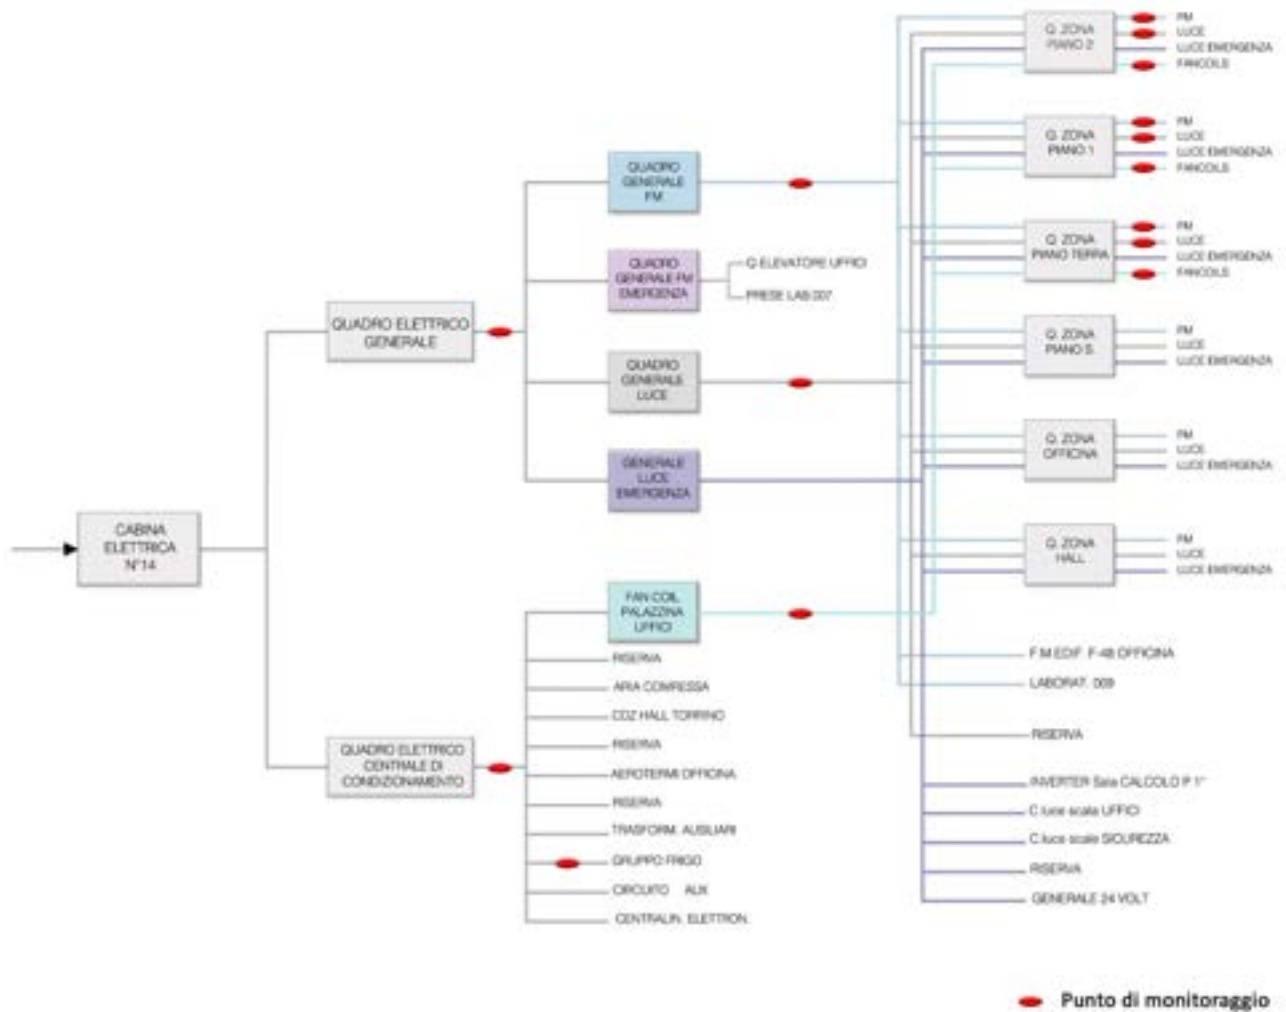 CABINA
ELETTRICA
N°14
QUADRO ELETTRICO
GENERALE
QUADRO ELETTRICO
CENTRALE DI
CONDIZIONAMENTO
QUADRO
GENERALE
FM
QUADRO
GENERALE FM
EMERGENZA
Q ELEVATORE UFFICI
PRESE LAB.007
QUADRO
GENERALE
LUCE
GENERALE
LUCE
EMERGENZA
FAN COIL
PALAZZINA
UFFICI
RISERVA
ARIA COMRESSA
CDZ HALL TORRINO
RISERVA
AEROTERMI OFFICINA
RISERVA
TRASFORM. AUSILIARI
GRUPPO FRIGO
CIRCUITO AUX
CENTRALIN. ELETTRON.
Q. ZONA
PIANO 2
FM
LUCE
LUCE EMERGENZA
FANCOILS
Q. ZONA
PIANO 1
FM
LUCE
LUCE EMERGENZA
FANCOILS
Q. ZONA
PIANO TERRA
FM
LUCE
LUCE EMERGENZA
FANCOILS
Q. ZONA
PIANO S.
FM
LUCE
LUCE EMERGENZA
Q. ZONA
OFFICINA
FM
LUCE
LUCE EMERGENZA
Q. ZONA
HALL
FM
LUCE
LUCE EMERGENZA
F.M EDIF F-48 OFFICINA
LABORAT. 009
RISERVA
INVERTER Sala CALCOLO P 1°
C luce scala UFFICI
C.luce scale SICUREZZA
RISERVA
GENERALE 24 VOLT
Punto di monitoraggio